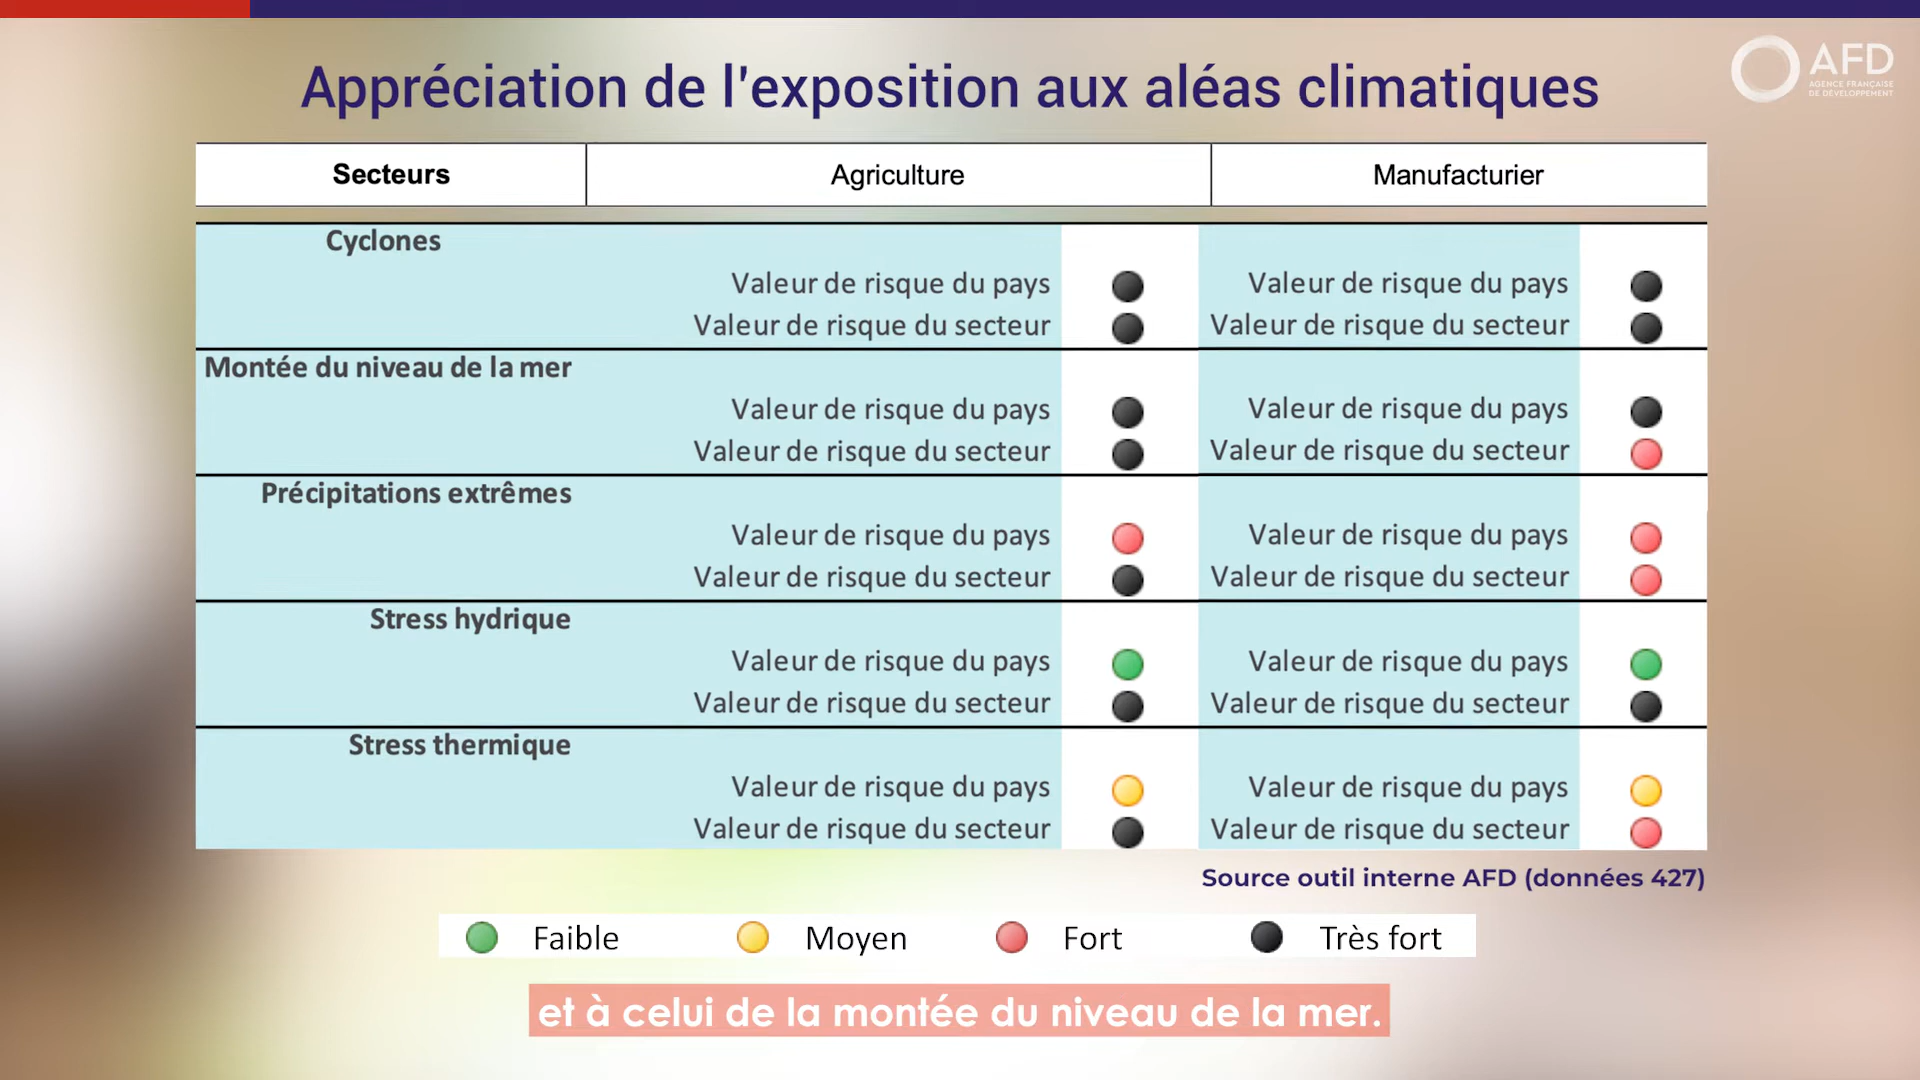 AFD
AGENCE FRANÇAISE
DE DÉVELOPPEMENT
Appréciation de l'exposition aux aléas climatiques
Secteurs Agriculture Manufacturier
Cyclones
Valeur de risque du pays Valeur de risque du pays
Valeur de risque du secteur Valeur de risque du secteur
Montée du niveau de la mer
Valeur de risque du pays Valeur de risque du pays
Valeur de risque du secteur Valeur de risque du secteur
Précipitations extrêmes
Valeur de risque du pays Valeur de risque du pays
Valeur de risque du secteur Valeur de risque du secteur
Stress hydrique
Valeur de risque du pays Valeur de risque du pays
Valeur de risque du secteur Valeur de risque du secteur
Stress thermique
Valeur de risque du pays Valeur de risque du pays
Valeur de risque du secteur Valeur de risque du secteur
Source outil interne AFD (données 427)
Faible Moyen Fort Très fort
et à celui de la montée du niveau de la mer.